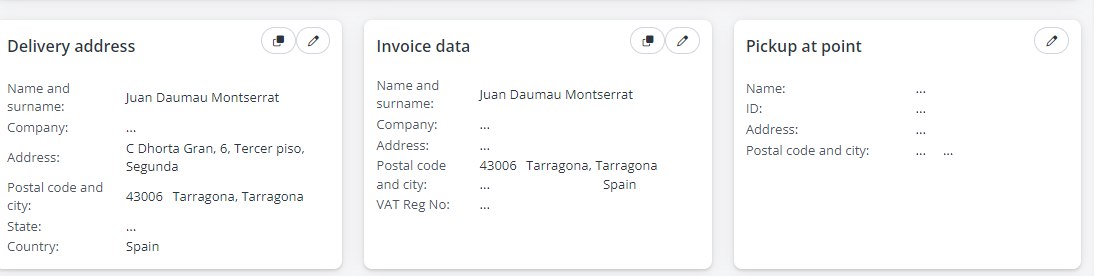 Delivery address
Name and
surname:
Juan Daumau Montserrat
Company:
...
Address:
C Dhorta Gran, 6, Tercer piso,
Segunda
Postal code and
city:
43006 Tarragona, Tarragona
State:
...
Country:
Spain
Invoice data
Name and
surname:
Juan Daumau Montserrat
Company:
...
Address:
...
Postal code
and city:
43006 Tarragona, Tarragona
... Spain
VAT Reg No:
...
Pickup at point
Name:
...
ID:
...
Address:
...
Postal code and city:
... ...